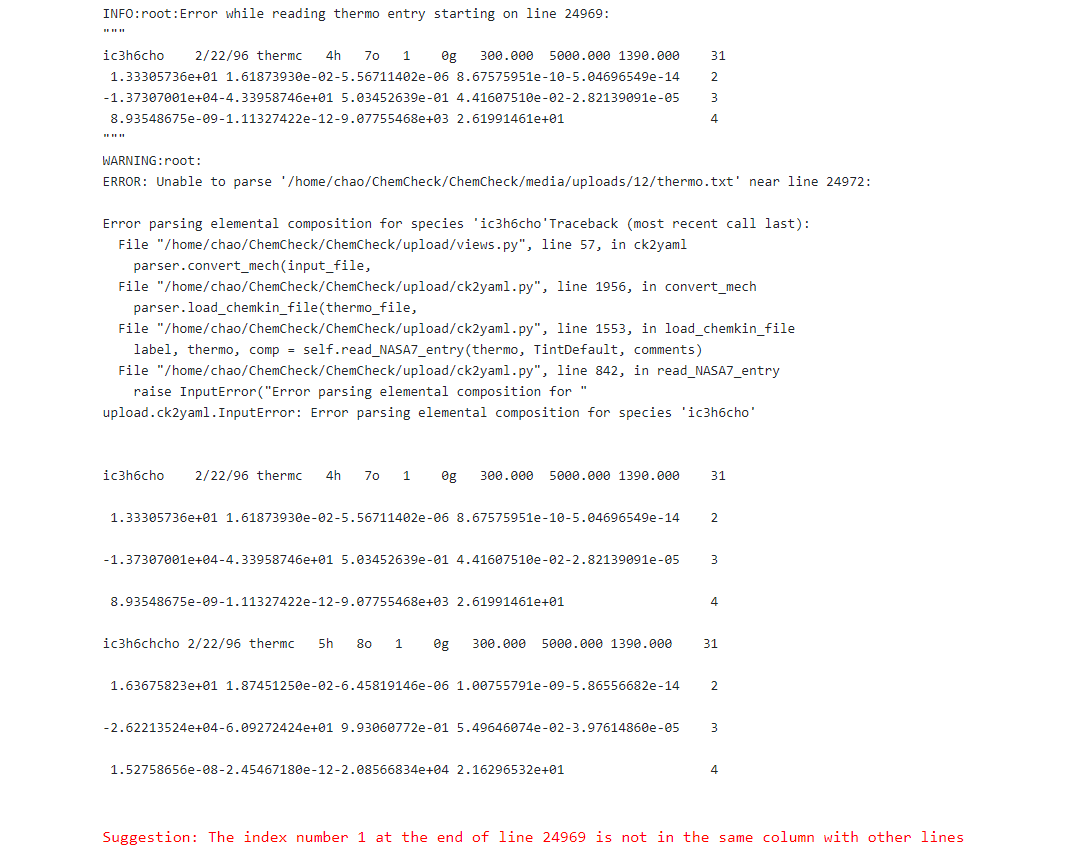 INFO:root:Error while reading thermo entry starting on line 24969:
"""
ic3h6cho    2/22/96 thermc   4h   7o   1    0g   300.000  5000.000 1390.000    31
 1.33305736e+01 1.61873930e-02-5.56711402e-06 8.67575951e-10-5.04696549e-14    2
-1.37307001e+04-4.33958746e+01 5.03452639e-01 4.41607510e-02-2.82139091e-05    3
 8.93548675e-09-1.11327422e-12-9.07755468e+03 2.61991461e+01                   4
"""
WARNING:root:
ERROR: Unable to parse '/home/chao/ChemCheck/ChemCheck/media/uploads/12/thermo.txt' near line 24972:
Error parsing elemental composition for species 'ic3h6cho'Traceback (most recent call last):
  File "/home/chao/ChemCheck/ChemCheck/upload/views.py", line 57, in ck2yaml
    parser.convert_mech(input_file,
  File "/home/chao/ChemCheck/ChemCheck/upload/ck2yaml.py", line 1956, in convert_mech
    parser.load_chemkin_file(thermo_file,
  File "/home/chao/ChemCheck/ChemCheck/upload/ck2yaml.py", line 1553, in load_chemkin_file
    label, thermo, comp = self.read_NASA7_entry(thermo, TintDefault, comments)
  File "/home/chao/ChemCheck/ChemCheck/upload/ck2yaml.py", line 842, in read_NASA7_entry
    raise InputError("Error parsing elemental composition for "
upload.ck2yaml.InputError: Error parsing elemental composition for species 'ic3h6cho'
ic3h6cho    2/22/96 thermc   4h   7o   1    0g   300.000  5000.000 1390.000    31
 1.33305736e+01 1.61873930e-02-5.56711402e-06 8.67575951e-10-5.04696549e-14    2
-1.37307001e+04-4.33958746e+01 5.03452639e-01 4.41607510e-02-2.82139091e-05    3
 8.93548675e-09-1.11327422e-12-9.07755468e+03 2.61991461e+01                   4
ic3h6chcho 2/22/96 thermc   5h   8o   1    0g   300.000  5000.000 1390.000    31
 1.63675823e+01 1.87451250e-02-6.45819146e-06 1.00755791e-09-5.86556682e-14    2
-2.62213524e+04-6.09272424e+01 9.93060772e-01 5.49646074e-02-3.97614860e-05    3
 1.52758656e-08-2.45467180e-12-2.08566834e+04 2.16296532e+01                   4
Suggestion: The index number 1 at the end of line 24969 is not in the same column with other lines